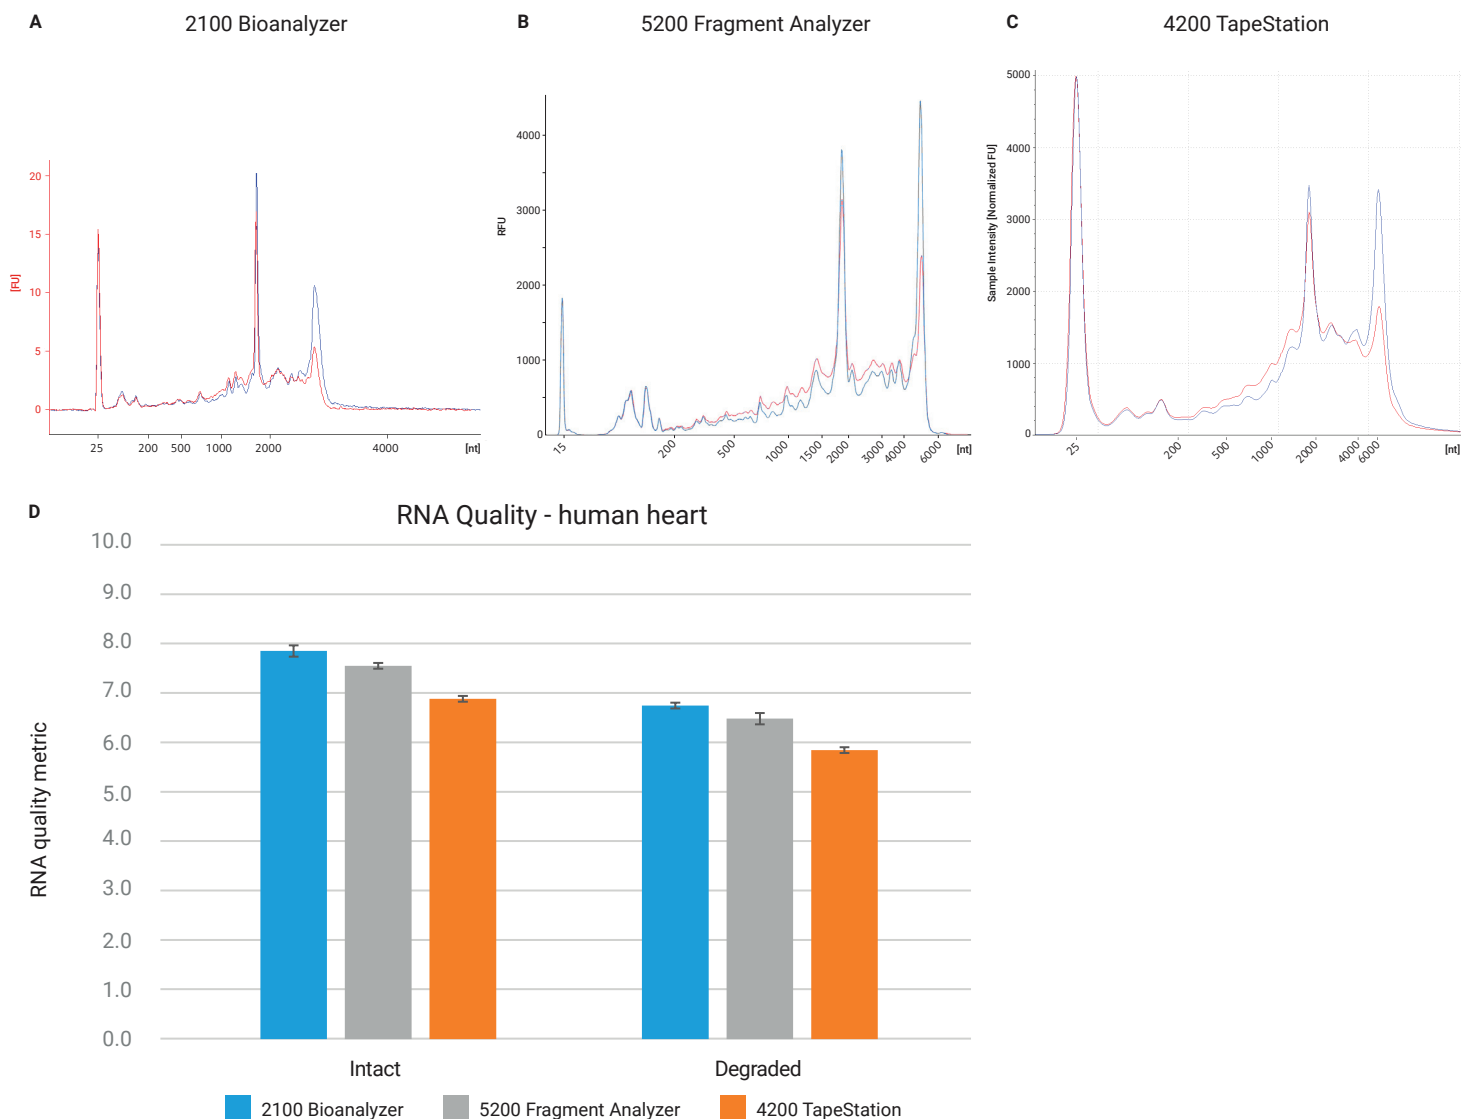 A 2100 Bioanalyzer
B 5200 Fragment Analyzer
C 4200 TapeStation
[FU]
20
15
10
5
0
25 200 500 1000 2000 4000 [nt]
RFU
4000
3000
2000
1000
0
15 200 500 1000 1500 2000 3000 4000 6000 [nt]
Sample Intensity [Normalized FU]
5000
4000
3000
2000
1000
0
25 200 500 1000 2000 4000 6000 [nt]
D RNA Quality - human heart
RNA quality metric
10.0
9.0
8.0
7.0
6.0
5.0
4.0
3.0
2.0
1.0
0.0
Intact Degraded
2100 Bioanalyzer 5200 Fragment Analyzer 4200 TapeStation